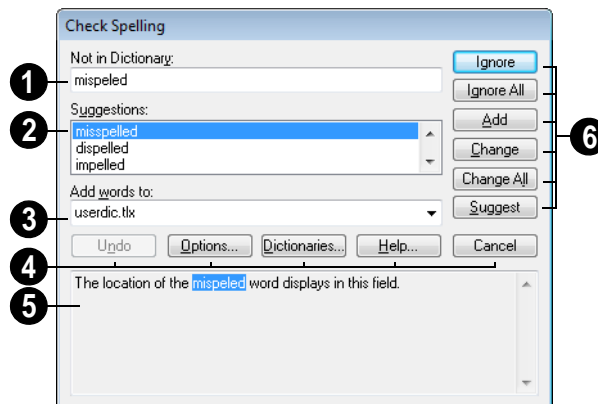 Check Spelling
Not in Dictionary:
Ignore
1
mispeled
Ignore All
Suggestions:
Add
2
misspelled
dispelled
Change
6
impelled
Change All
Add words to:
3
userdic.tlx
Suggest
Undo
Options...
Dictionaries...
Help...
Cancel
4
The location of the mispeled word displays in this field.
5